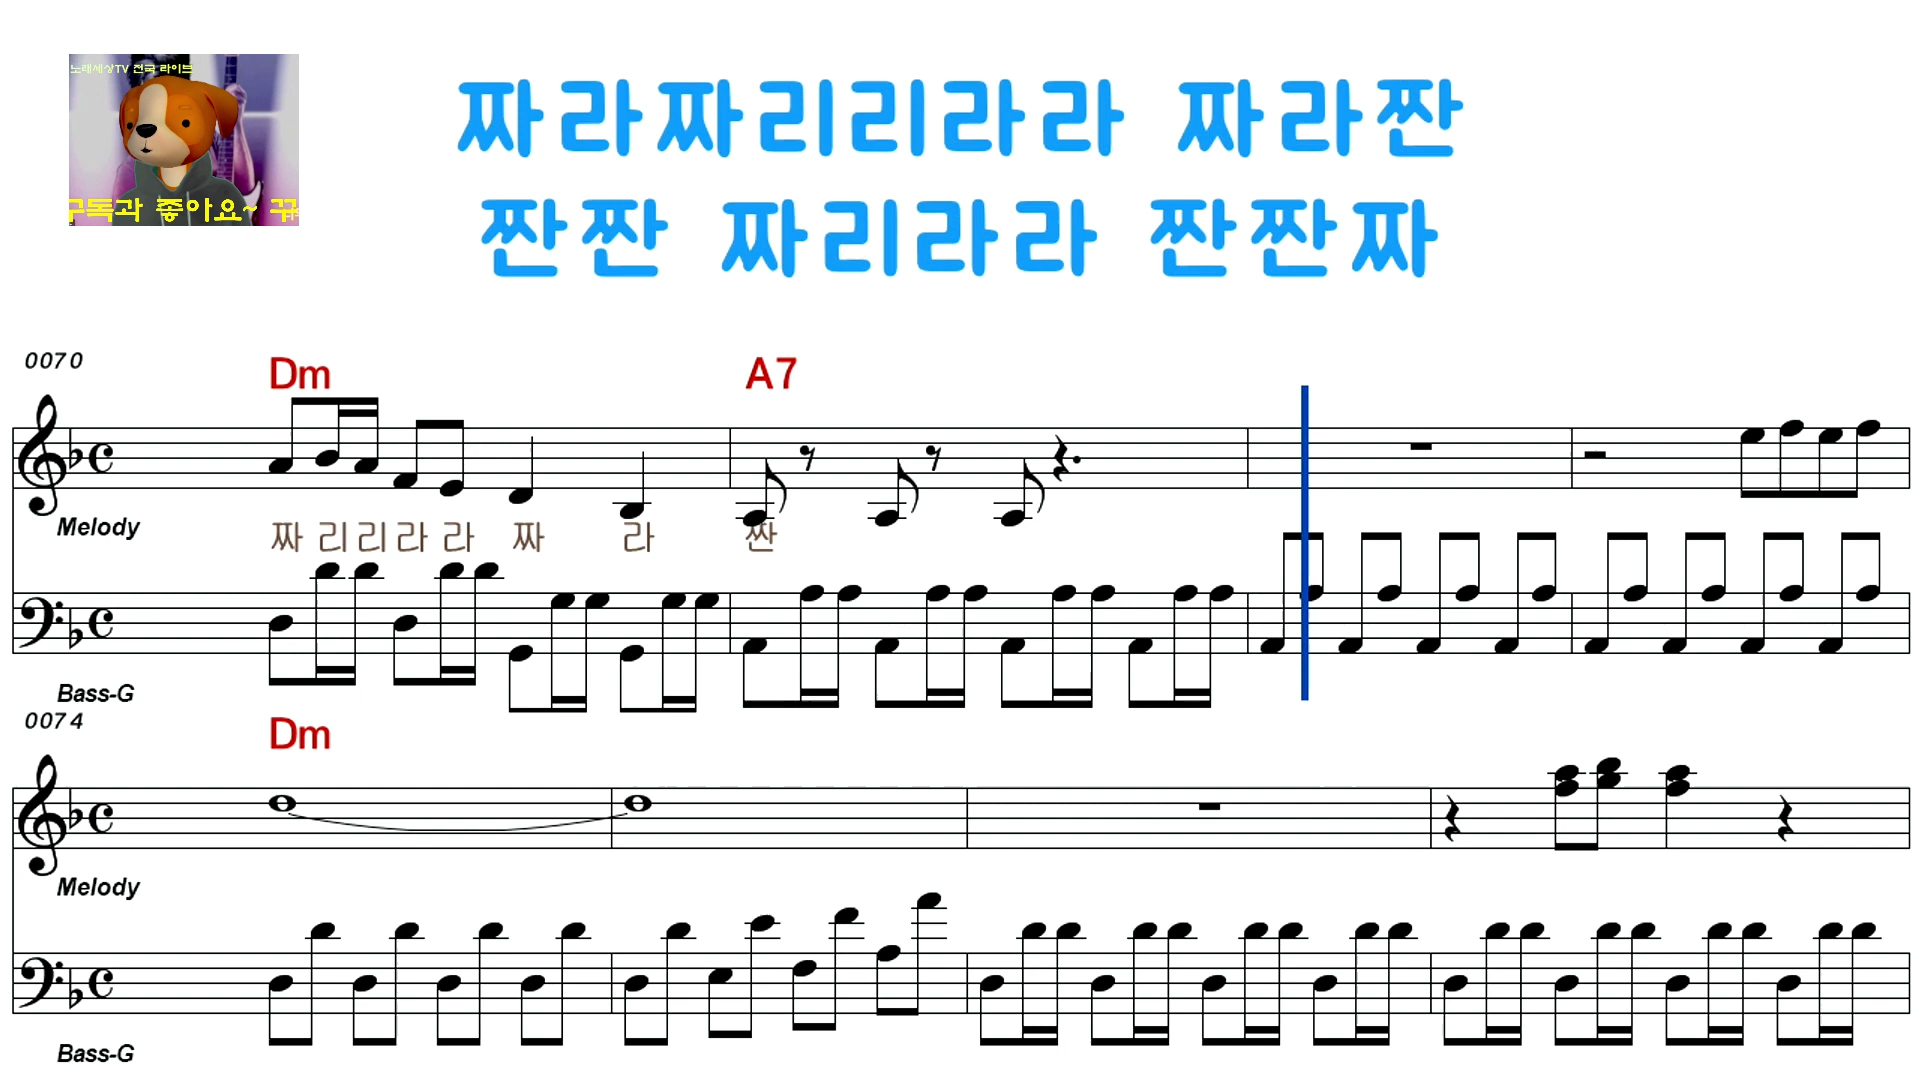 노래세상TV 전국 라이브
구독과 좋아요~ 꾸
짜라짜리리라라 짜라짠
짠짠 짜리라라 짠짠짜
0070
Dm A7
Melody
짜 리 리 라 라 짜 라 짠
Bass-G
0074
Dm
Melody
Bass-G